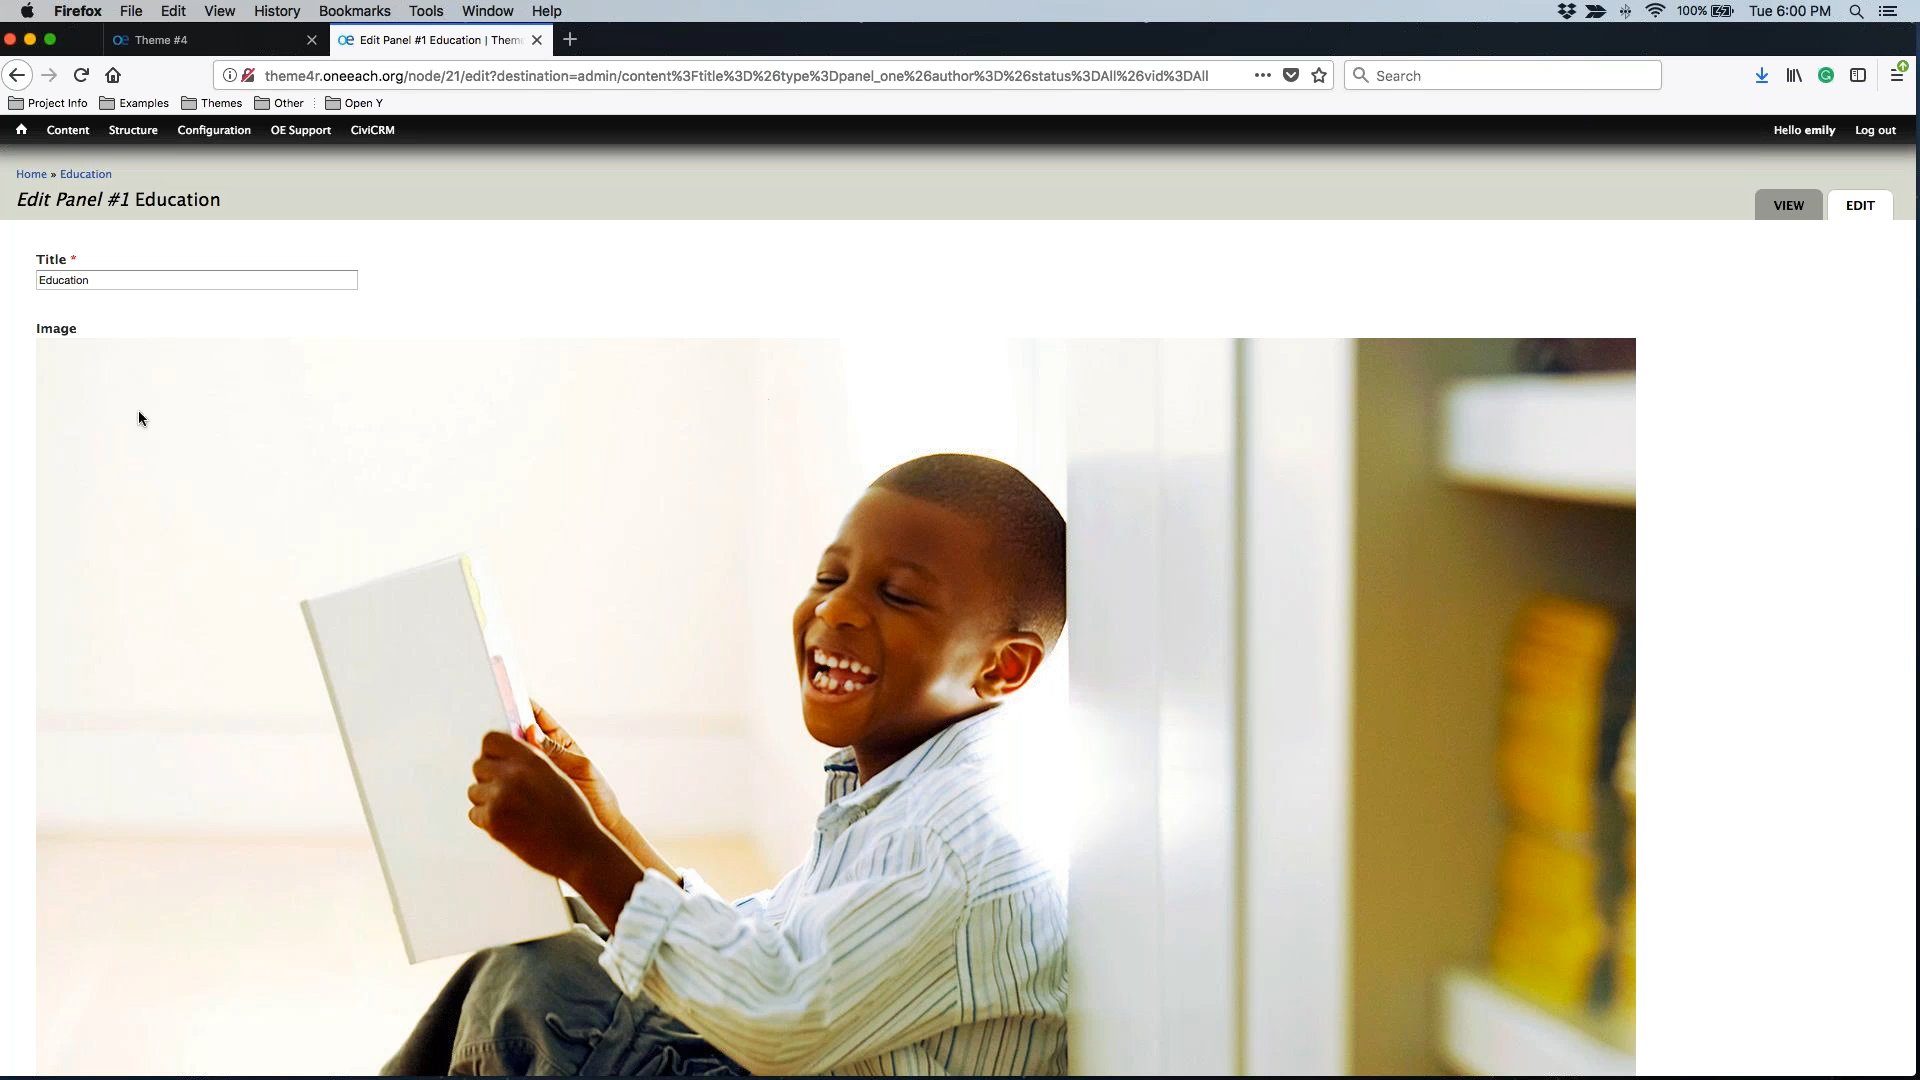 Firefox File Edit View History Bookmarks Tools Window Help 100% Tue 6:00 PM
Theme #4 Edit Panel #1 Education | Them
theme4r.oneeach.org/node/21/edit?destination=admin/content%3Ftitle%3D%26type%3Dpanel_one%26author%3D%26status%3DAll%26vid%3DAll Search
Project Info Examples Themes Other Open Y
Content Structure Configuration OE Support CiviCRM Hello emily Log out
Home » Education
Edit Panel #1 Education VIEW EDIT
Title *
Education
Image